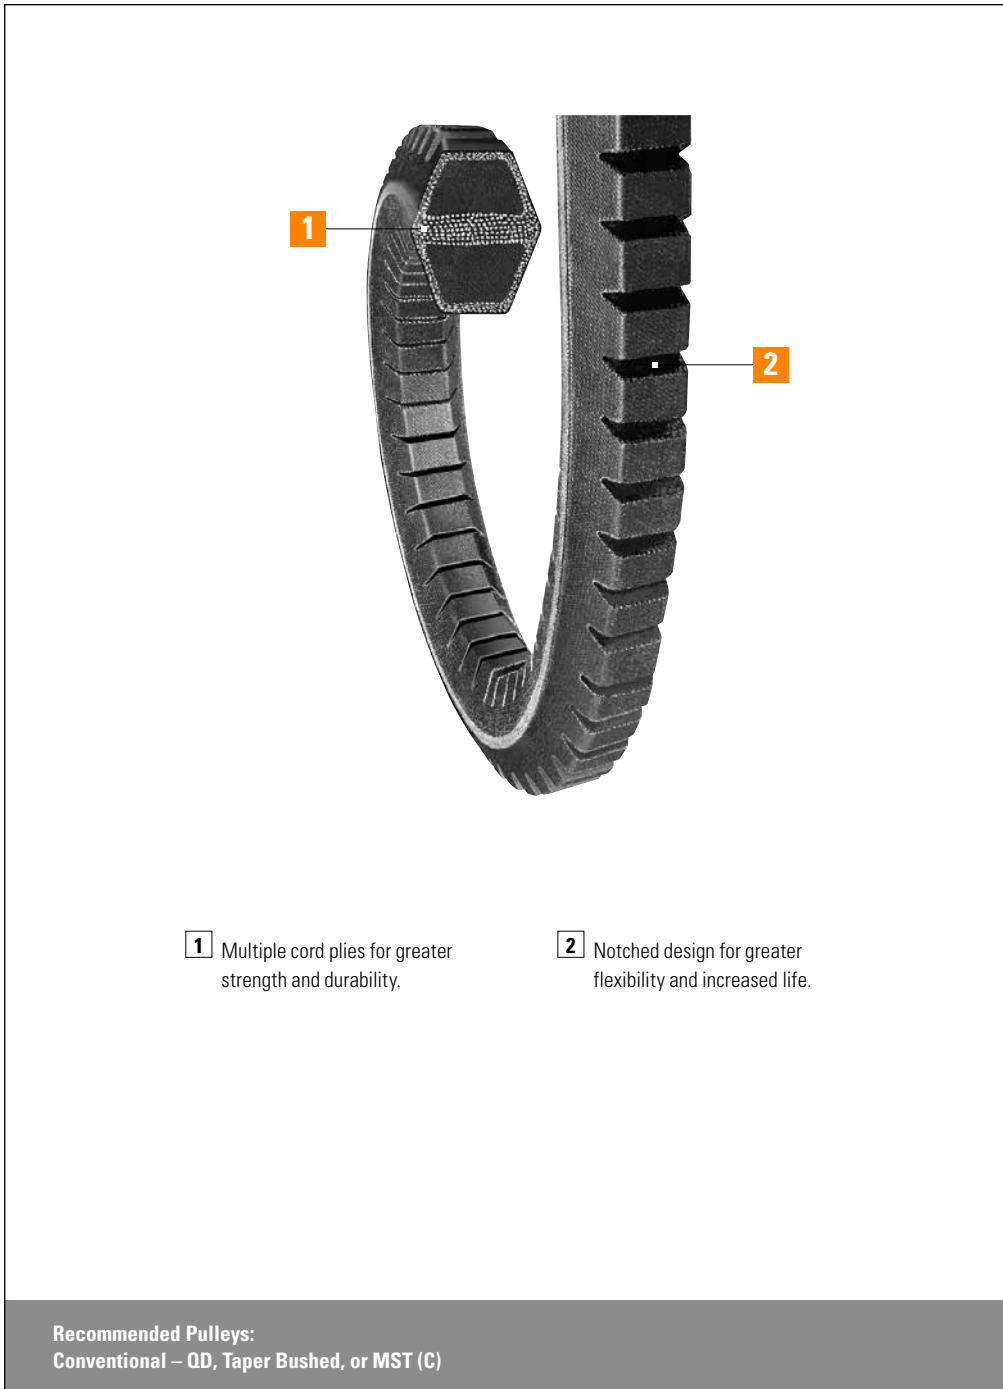 1
2
1 Multiple cord plies for greater
strength and durability.
2 Notched design for greater
flexibility and increased life.
Recommended Pulleys:
Conventional – QD, Taper Bushed, or MST (C)